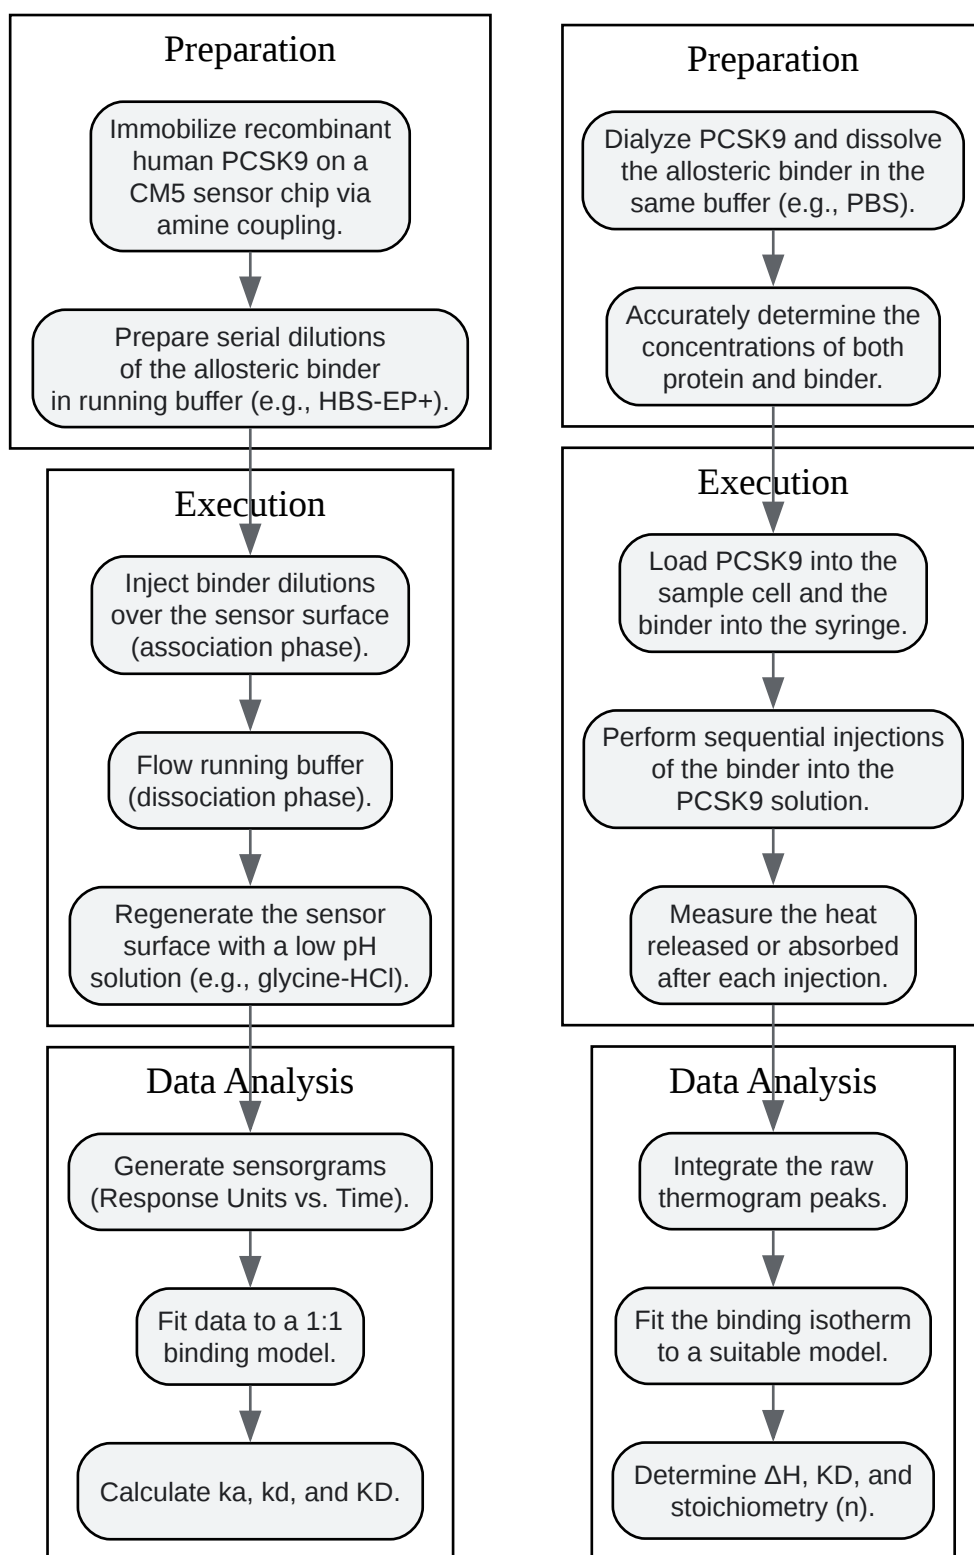 Preparation
Immobilize recombinant
human PCSK9 on a
CM5 sensor chip via
amine coupling.
Prepare serial dilutions
of the allosteric binder
in running buffer (e.g., HBS-EP+).
Execution
Inject binder dilutions
over the sensor surface
(association phase).
Flow running buffer
(dissociation phase).
Regenerate the sensor
surface with a low pH
solution (e.g., glycine-HCl).
Data Analysis
Generate sensorgrams
(Response Units vs. Time).
Fit data to a 1:1
binding model.
Calculate ka, kd, and KD.
Preparation
Dialyze PCSK9 and dissolve
the allosteric binder in the
same buffer (e.g., PBS).
Accurately determine the
concentrations of both
protein and binder.
Execution
Load PCSK9 into the
sample cell and the
binder into the syringe.
Perform sequential injections
of the binder into the
PCSK9 solution.
Measure the heat
released or absorbed
after each injection.
Data Analysis
Integrate the raw
thermogram peaks.
Fit the binding isotherm
to a suitable model.
Determine ΔH, KD, and
stoichiometry (n).